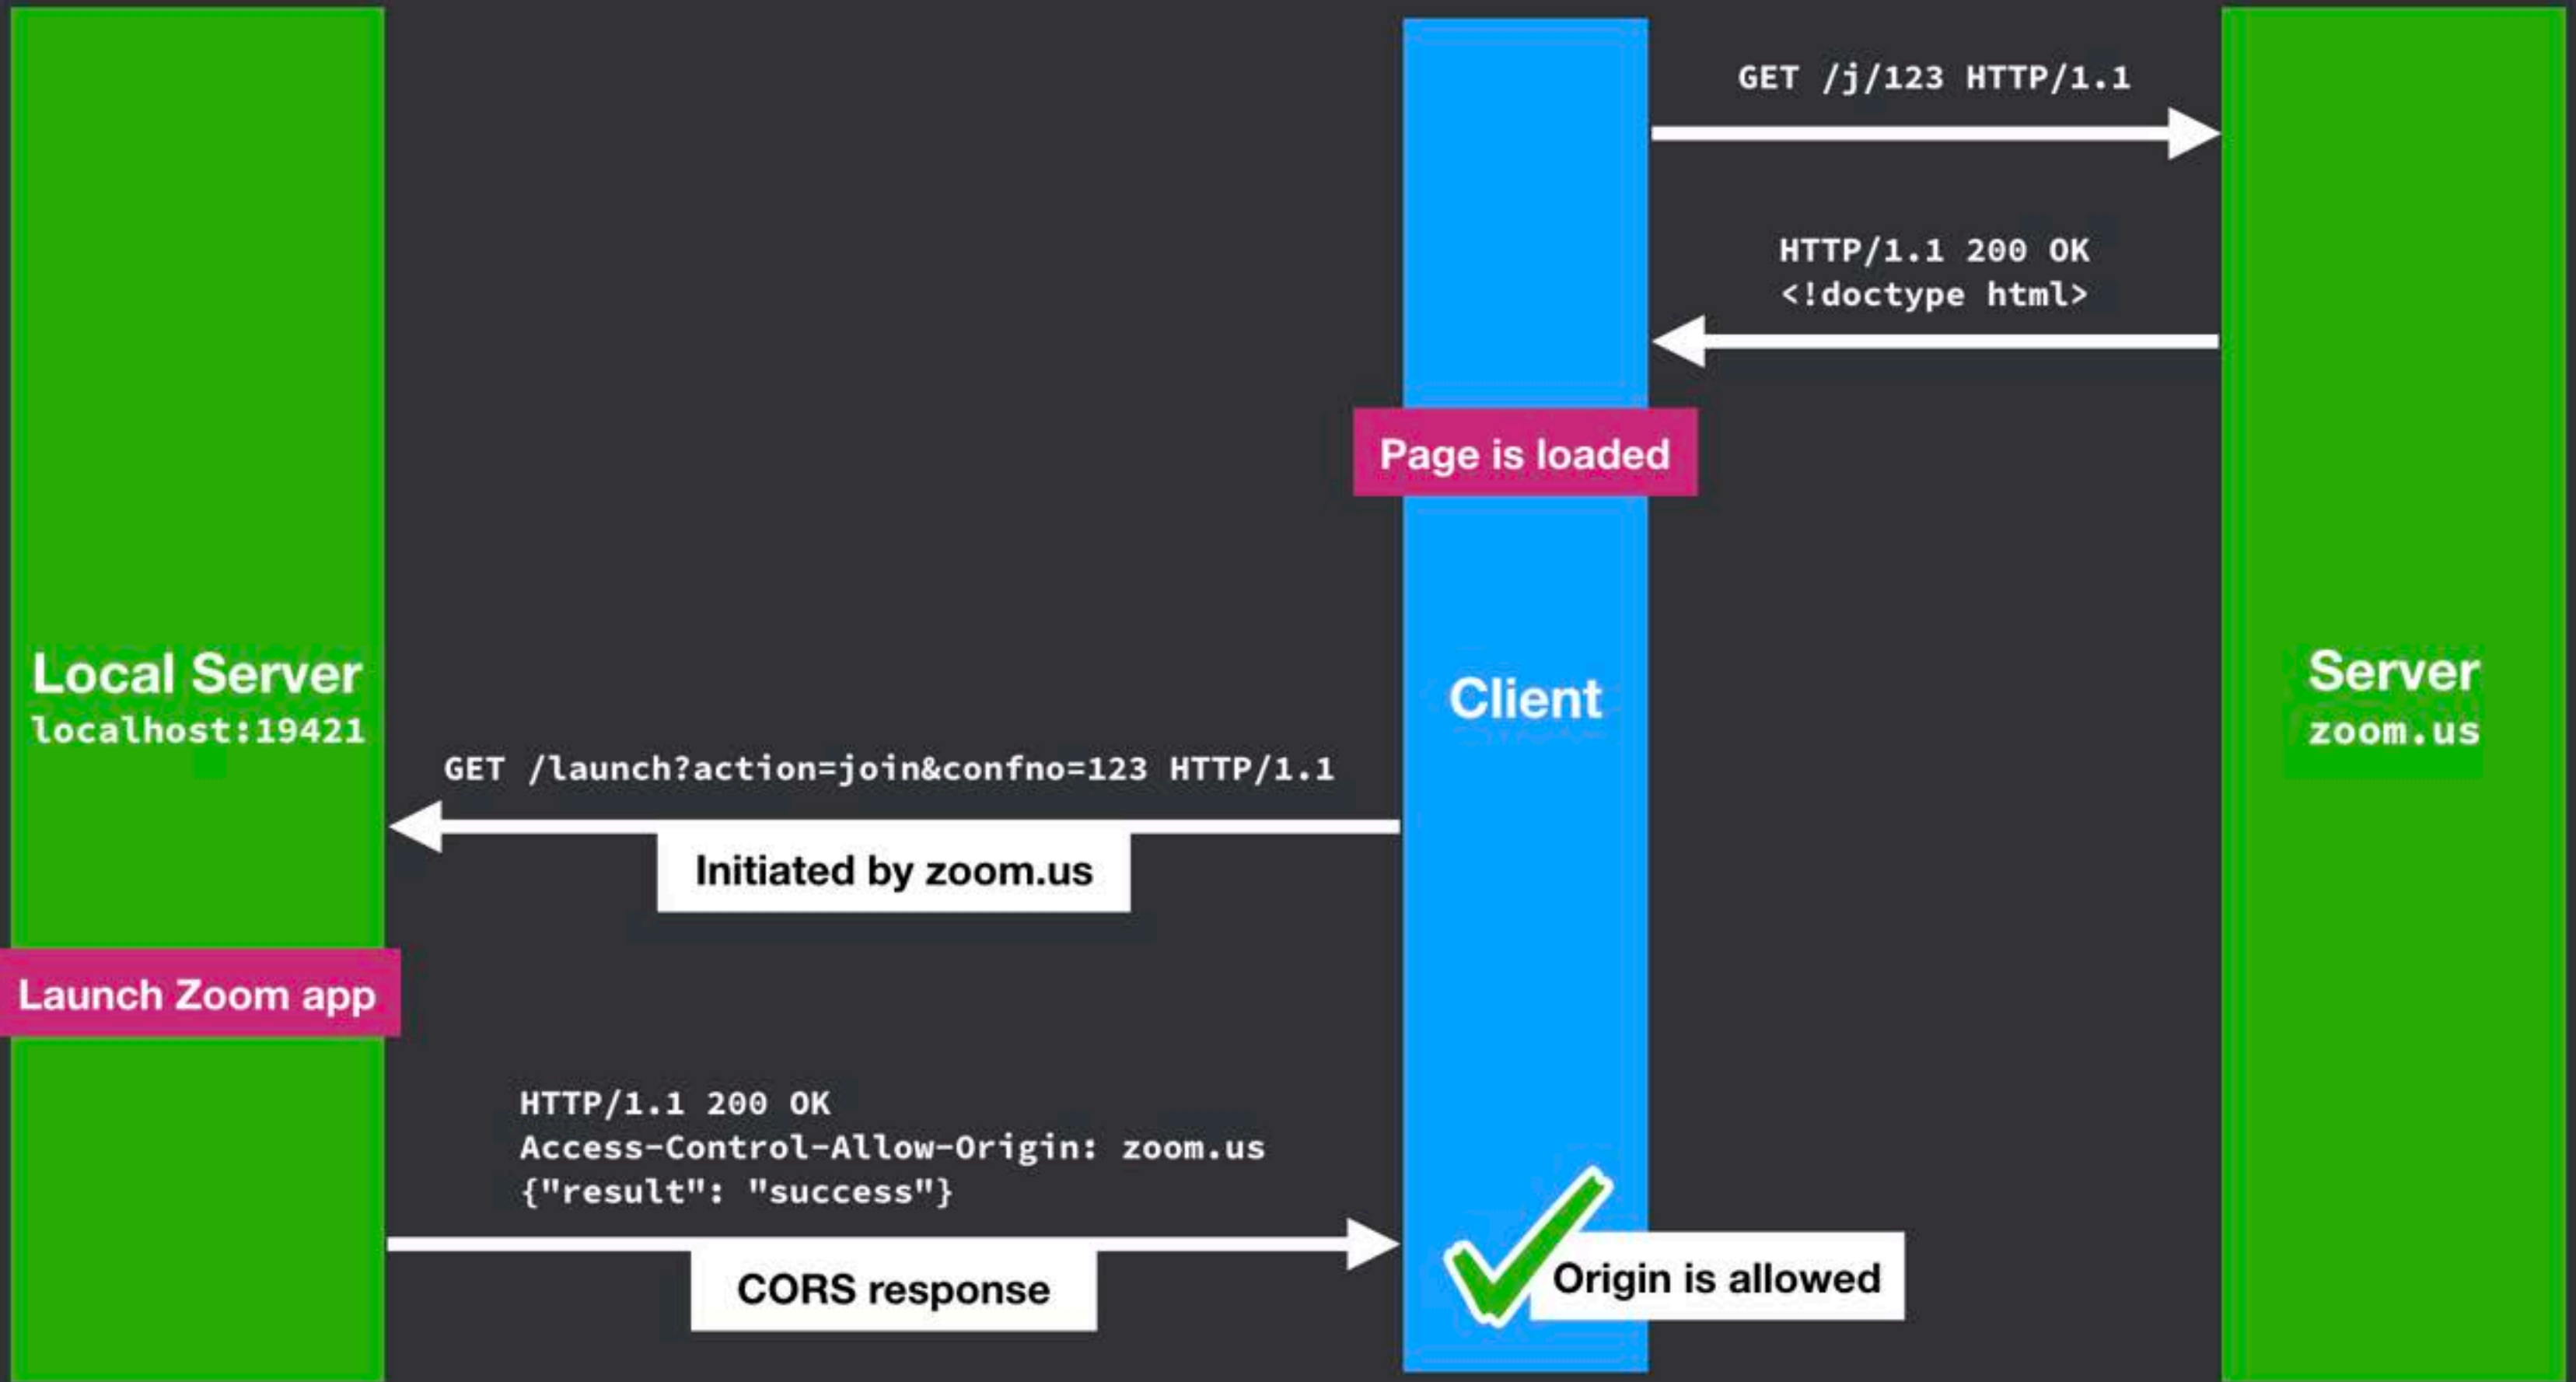 GET /j/123 HTTP/1.1
HTTP/1.1 200 OK
<!doctype html>
Page is loaded
Local Server
localhost:19421
Client
Server
zoom.us
GET /launch?action=join&confno=123 HTTP/1.1
Initiated by zoom.us
Launch Zoom app
HTTP/1.1 200 OK
Access-Control-Allow-Origin: zoom.us
{"result": "success"}
CORS response
Origin is allowed